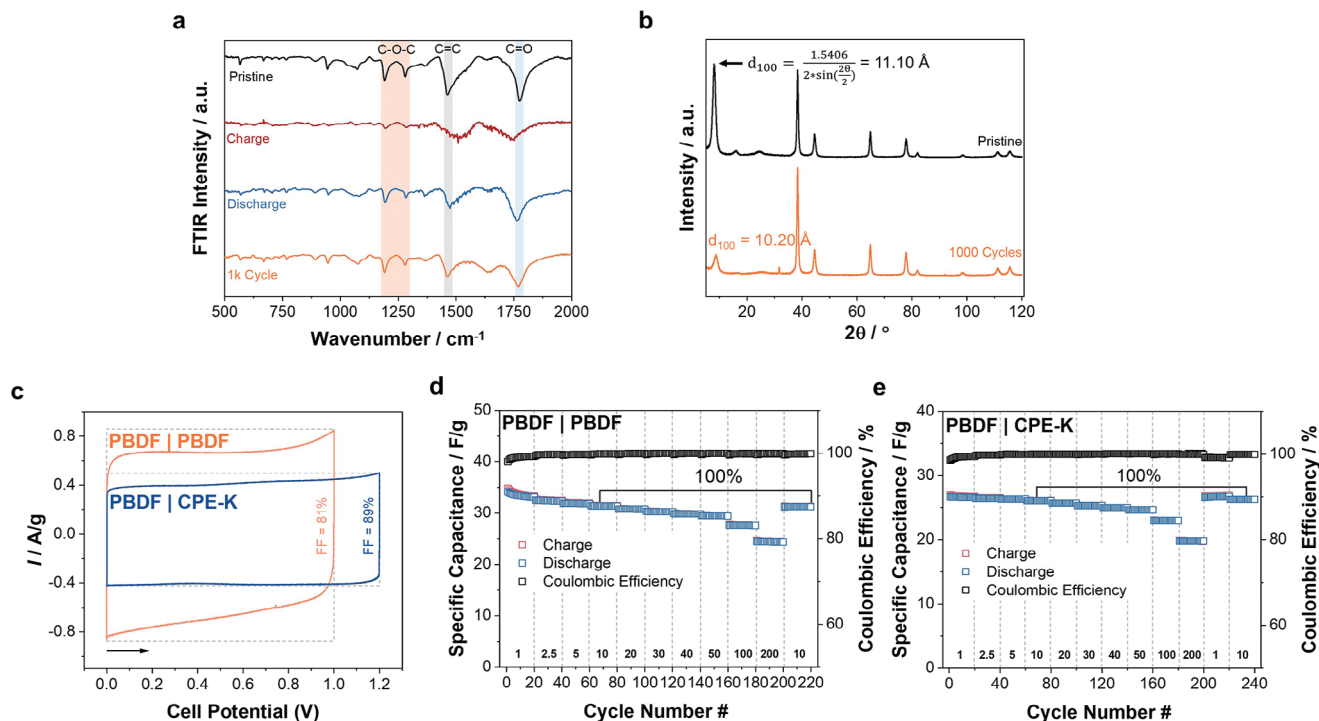 a
C-O-C
C=C
C=O
Pristine
Charge
Discharge
1k Cycle
FTIR Intensity / a.u.
500
750
1000
1250
1500
1750
2000
Wavenumber / cm⁻¹
b
d₁₀₀ = 1.5406 / 2*sin(2θ/2) = 11.10 Å
Pristine
d₁₀₀ = 10.20 Å
1000 Cycles
Intensity / a.u.
20
40
60
80
100
120
2θ / °
c
PBDF | PBDF
PBDF | CPE-K
FF = 81%
FF = 89%
I / A/g
0.8
0.4
0.0
-0.4
-0.8
0.0
0.2
0.4
0.6
0.8
1.0
1.2
Cell Potential (V)
d
PBDF | PBDF
100%
Charge
Discharge
Coulombic Efficiency
1
2.5
5
10
20
30
40
50
100
200
10
Specific Capacitance / F/g
50
40
30
20
10
0
Coulombic Efficiency / %
100
80
60
0
20
40
60
80
100
120
140
160
180
200
220
Cycle Number #
e
PBDF | CPE-K
100%
Charge
Discharge
Coulombic Efficiency
1
2.5
5
10
20
30
40
50
100
200
1
10
Specific Capacitance / F/g
40
30
20
10
0
Coulombic Efficiency / %
100
80
60
0
40
80
120
160
200
240
Cycle Number #